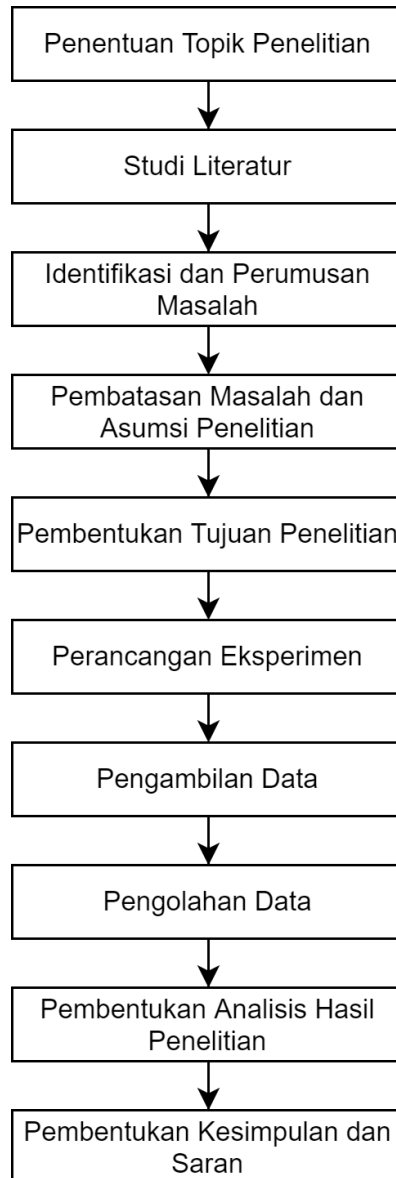 Penentuan Topik Penelitian
Studi Literatur
Identifikasi dan Perumusan
Masalah
Pembatasan Masalah dan
Asumsi Penelitian
Pembentukan Tujuan Penelitian
Perancangan Eksperimen
Pengambilan Data
Pengolahan Data
Pembentukan Analisis Hasil
Penelitian
Pembentukan Kesimpulan dan
Saran